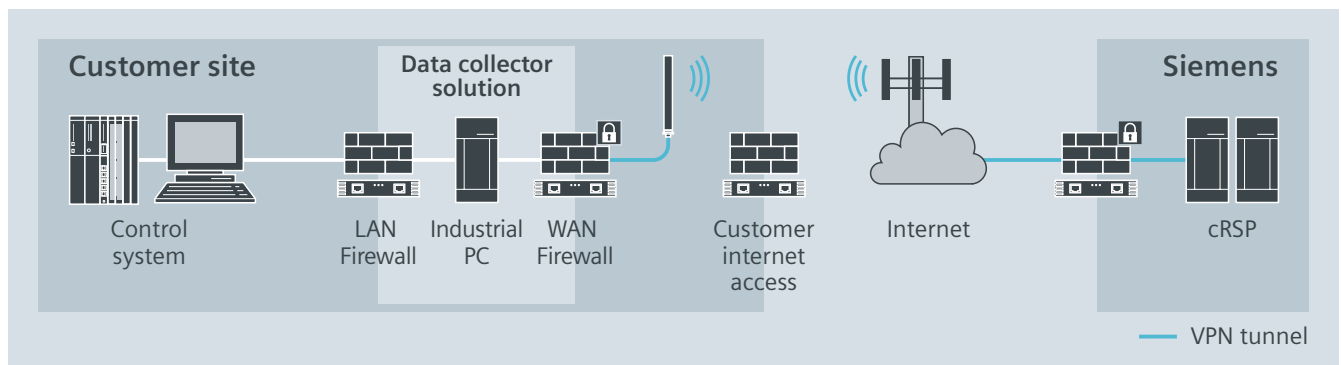 Customer site
Data collector
solution
Siemens
Control
system
LAN
Firewall
Industrial
PC
WAN
Firewall
Customer
internet
access
Internet
cRSP
VPN tunnel